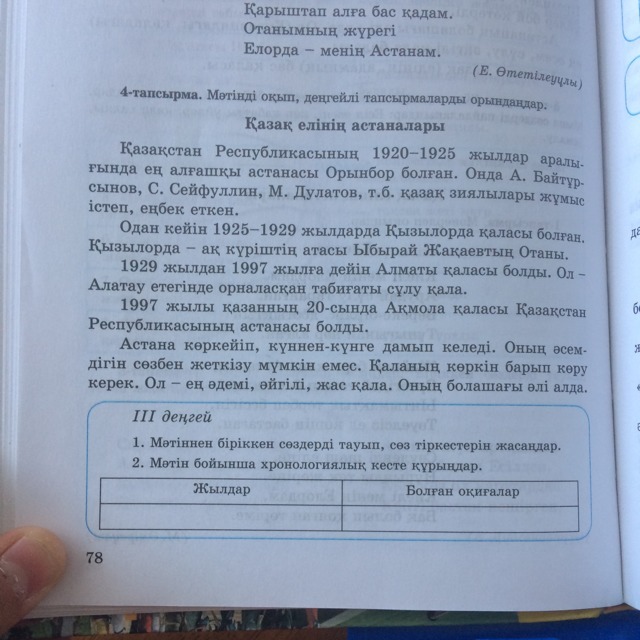 Қарыштап алға бас қадам.
Отанымның жүрегі
Елорда – менің Астанам.
(Е. Өтетілеуұлы)
4-тапсырма. Мәтінді оқып, деңгейлі тапсырмаларды орындаңдар.
Қазақ елінің астаналары
Қазақстан Республикасының 1920–1925 жылдар аралы-
ғында ең алғашқы астанасы Орынбор болған. Онда А. Байтұр-
сынов, С. Сейфуллин, М. Дулатов, т.б. қазақ зиялылары жұмыс
істеп, еңбек еткен.
Одан кейін 1925–1929 жылдарда Қызылорда қаласы болған.
Қызылорда – ақ күріштің атасы Ыбырай Жақаевтың Отаны.
1929 жылдан 1997 жылға дейін Алматы қаласы болды. Ол –
Алатау етегінде орналасқан табиғаты сұлу қала.
1997 жылы қазанның 20-сында Ақмола қаласы Қазақстан
Республикасының астанасы болды.
Астана көркейіп, күннен-күнге дамып келеді. Оның әсем-
дігін сөзбен жеткізу мүмкін емес. Қаланың көркін барып көру
керек. Ол – ең әдемі, әйгілі, жас қала. Оның болашағы әлі алда.
III деңгей
1. Мәтіннен біріккен сөздерді тауып, сөз тіркестерін жасаңдар.
2. Мәтін бойынша хронологиялық кесте құрыңдар.
Жылдар Болған оқиғалар
78